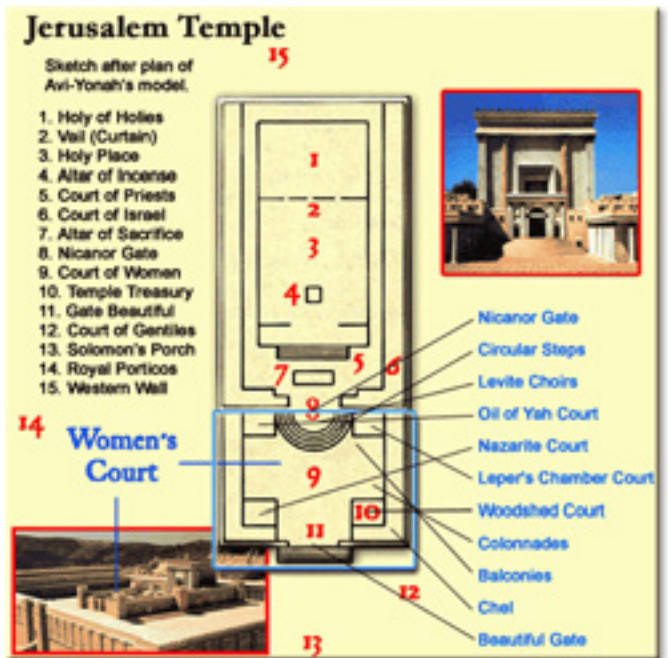 Jerusalem Temple
Sketch after plan of
Avi-Yonah's model.
1. Holy of Holies
2. Vail (Curtain)
3. Holy Place
4. Altar of Incense
5. Court of Priests
6. Court of Israel
7. Altar of Sacrifice
8. Nicanor Gate
9. Court of Women
10. Temple Treasury
11. Gate Beautiful
12. Court of Gentiles
13. Solomon's Porch
14. Royal Porticos
15. Western Wall
15
1
2
3
4
5
6
7
8
9
10
11
12
13
14
Women's
Court
Nicanor Gate
Circular Steps
Levite Choirs
Oil of Yah Court
Nazarite Court
Leper's Chamber Court
Woodshed Court
Colonnades
Balconies
Chel
Beautiful Gate